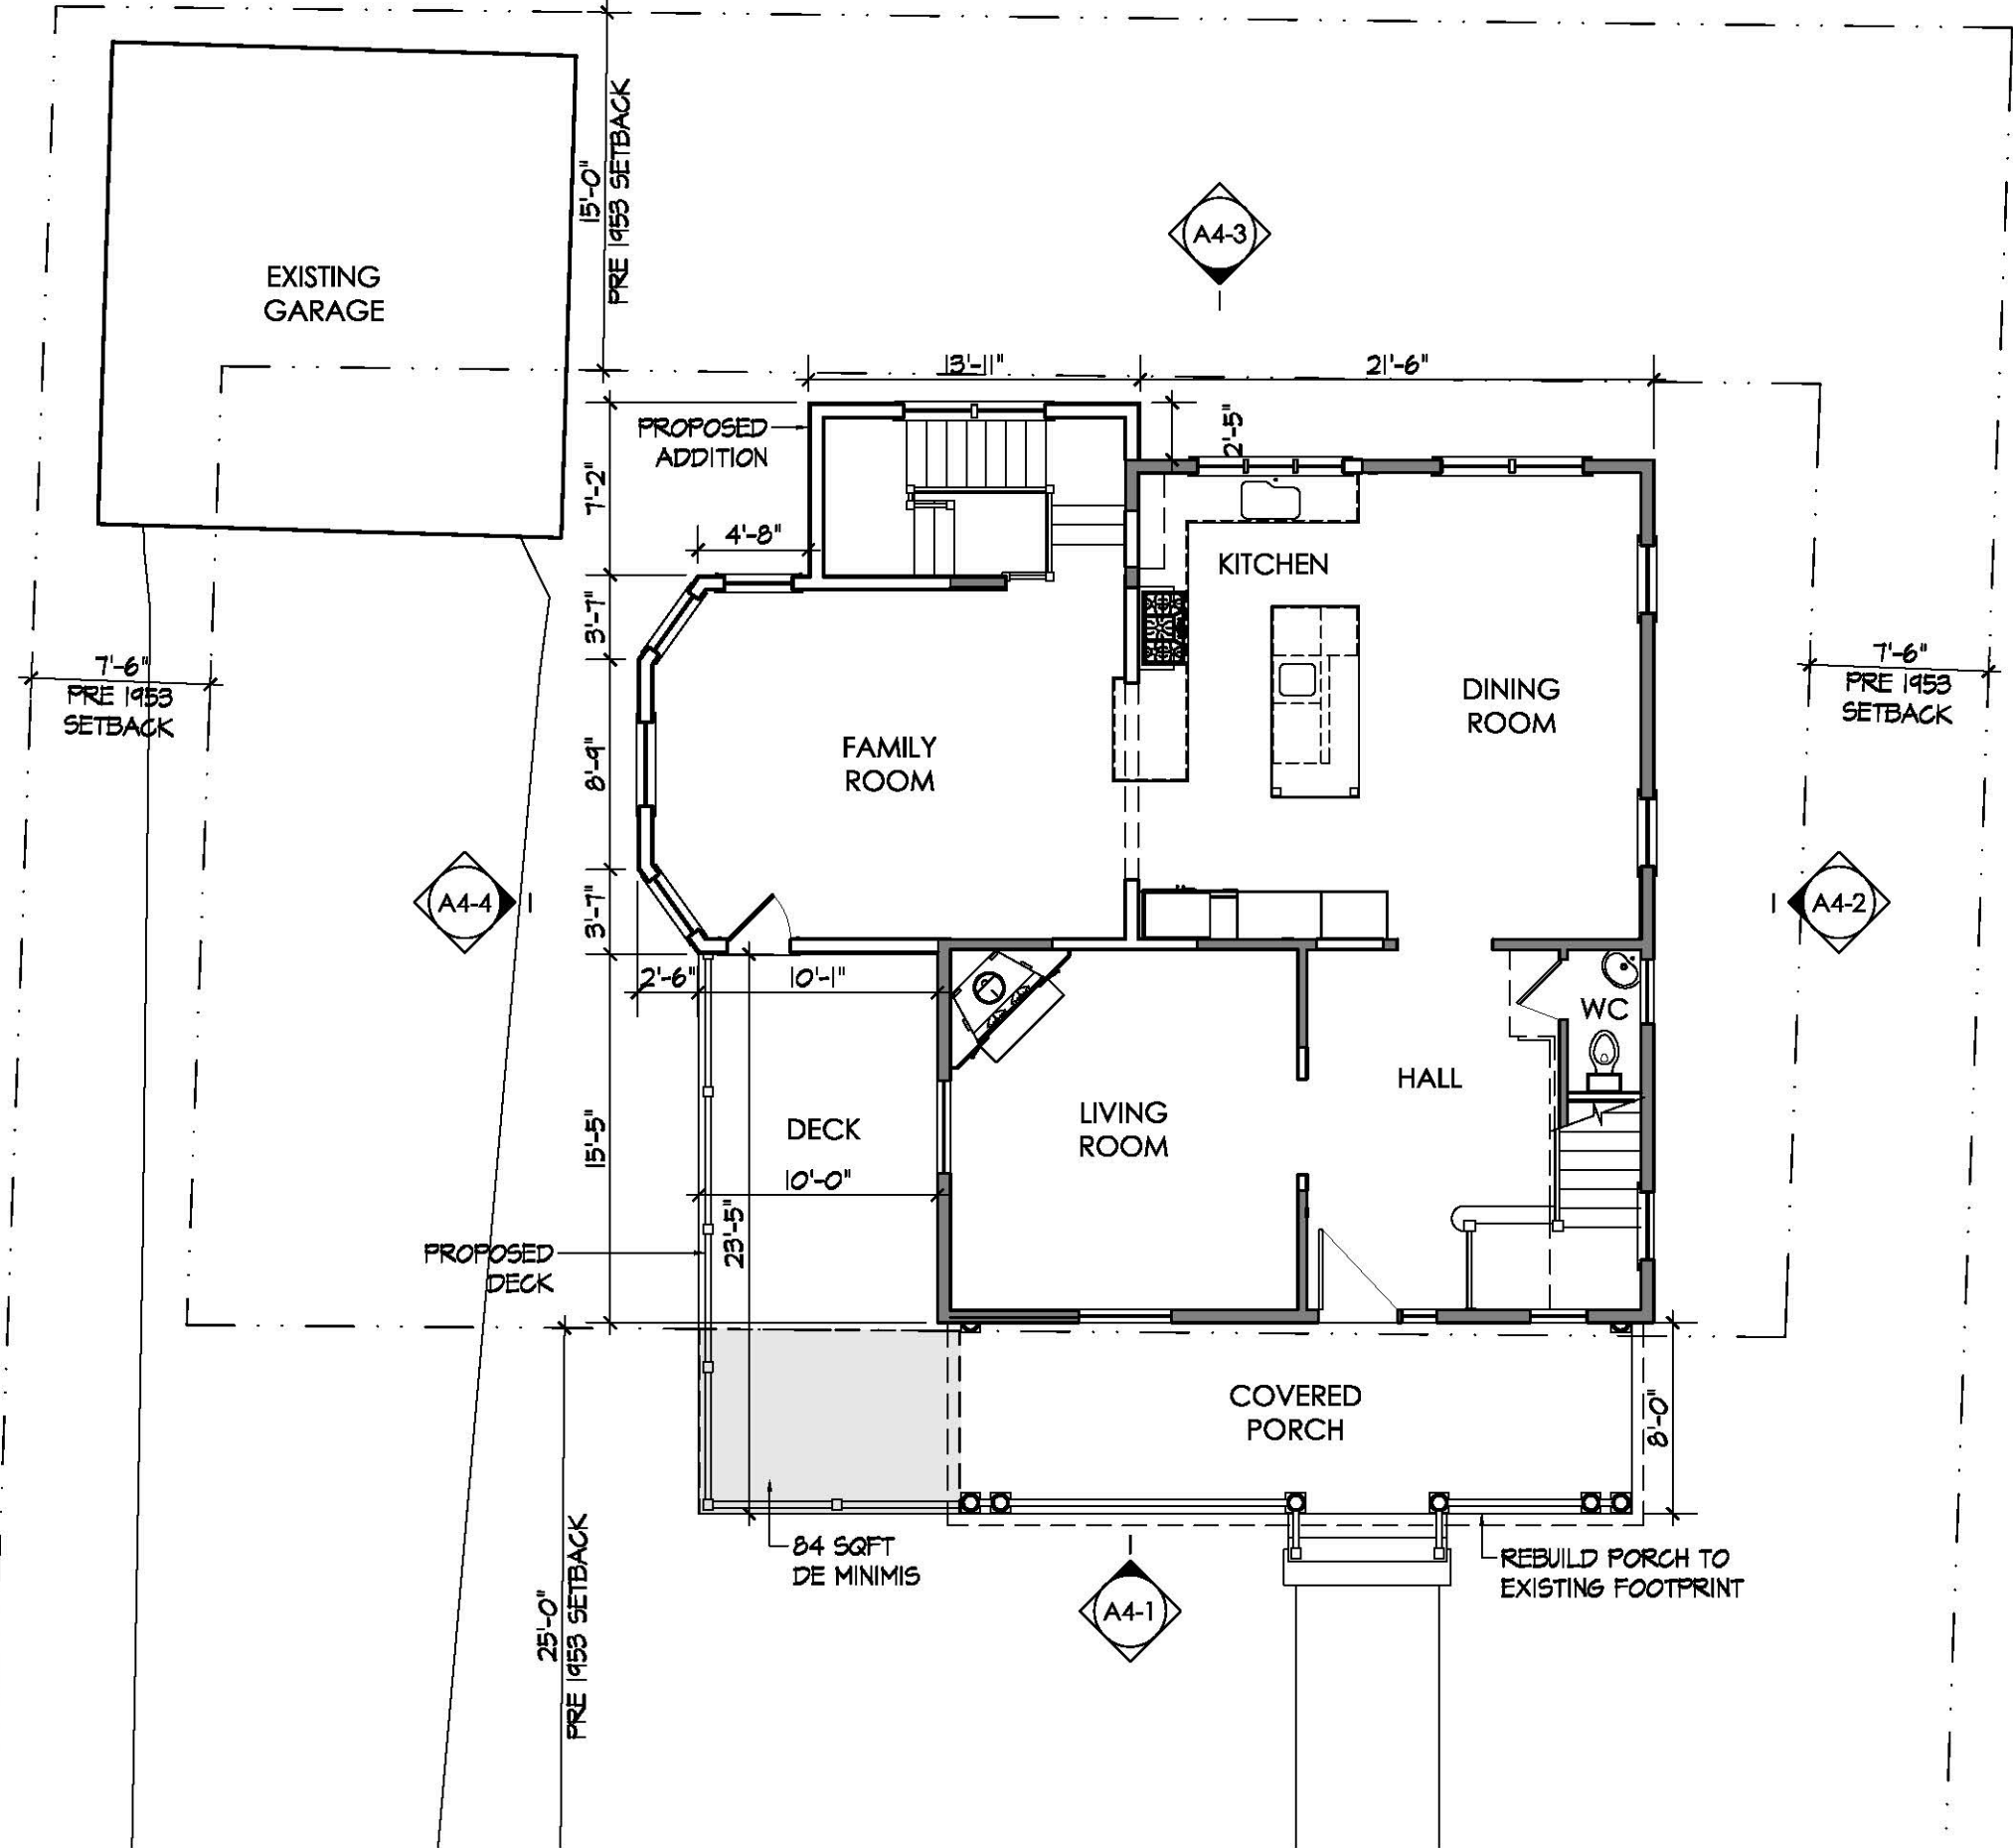 15'-0"
PRE 1953 SETBACK
A4-3
EXISTING
GARAGE
13'-11"
21'-6"
PROPOSED
ADDITION
2'-5"
7'-2"
4'-8"
KITCHEN
3'-7"
7'-6"
PRE 1953
SETBACK
7'-6"
PRE 1953
SETBACK
DINING
ROOM
FAMILY
ROOM
8'-9"
A4-4
A4-2
3'-7"
2'-6"
10'-1"
WC
HALL
LIVING
ROOM
DECK
15'-5"
10'-0"
23'-5"
PROPOSED
DECK
COVERED
PORCH
8'-0"
84 SQFT
DE MINIMIS
REBUILD PORCH TO
EXISTING FOOTPRINT
A4-1
25'-0"
PRE 1953 SETBACK